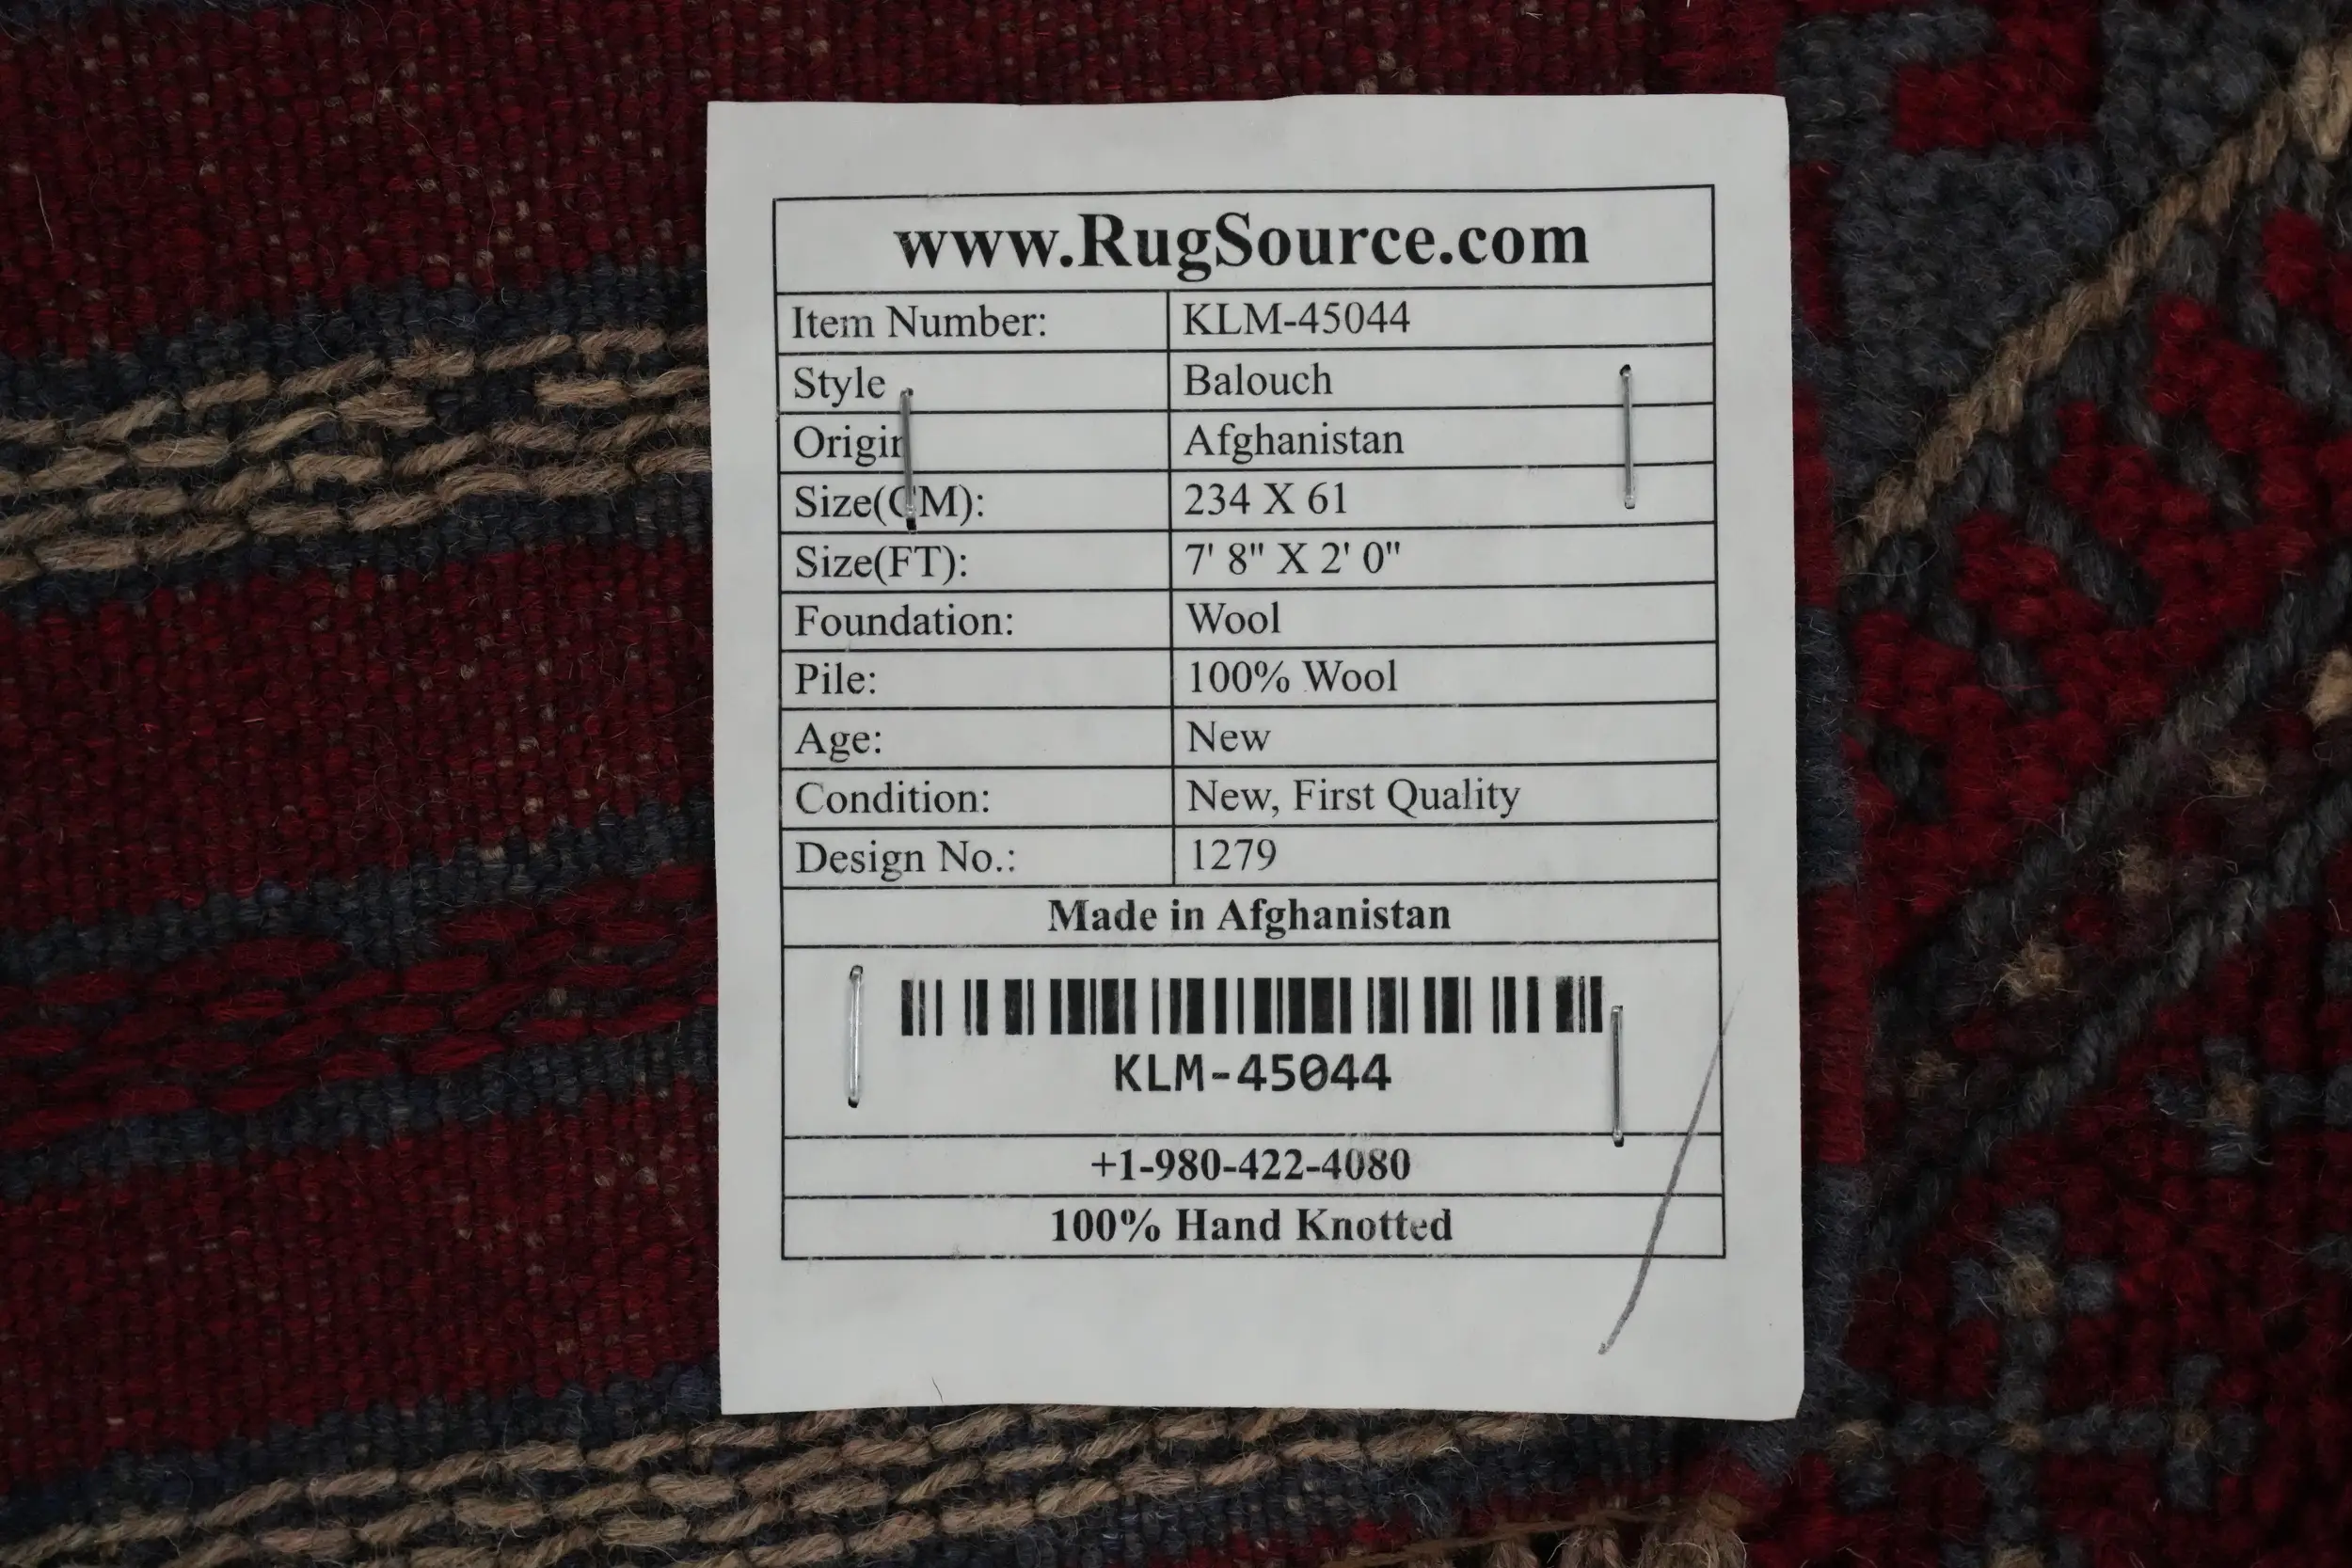 www.RugSource.com
Item Number: KLM-45044
Style Balouch
Origin Afghanistan
Size(CM): 234 X 61
Size(FT): 7' 8" X 2' 0"
Foundation: Wool
Pile: 100% Wool
Age: New
Condition: New, First Quality
Design No.: 1279
Made in Afghanistan
KLM-45044
+1-980-422-4080
100% Hand Knotted